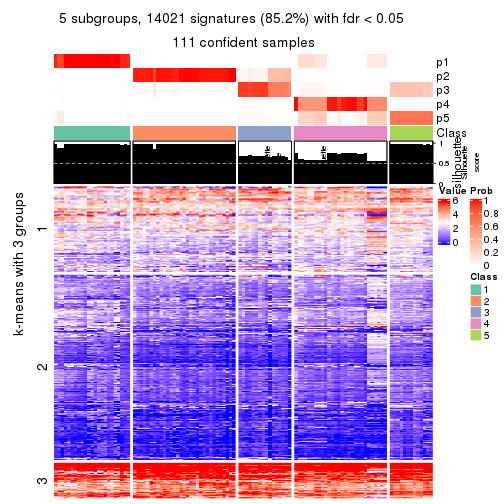 5 subgroups, 14021 signatures (85.2%) with fdr < 0.05
111 confident samples
p1
p2
p3
p4
p5
Class
1
0.5
0
silhouette
Silhouette
score
k-means with 3 groups
1
2
3
Value
6
4
2
0
Prob
1
0.8
0.6
0.4
0.2
0
Class
1
2
3
4
5